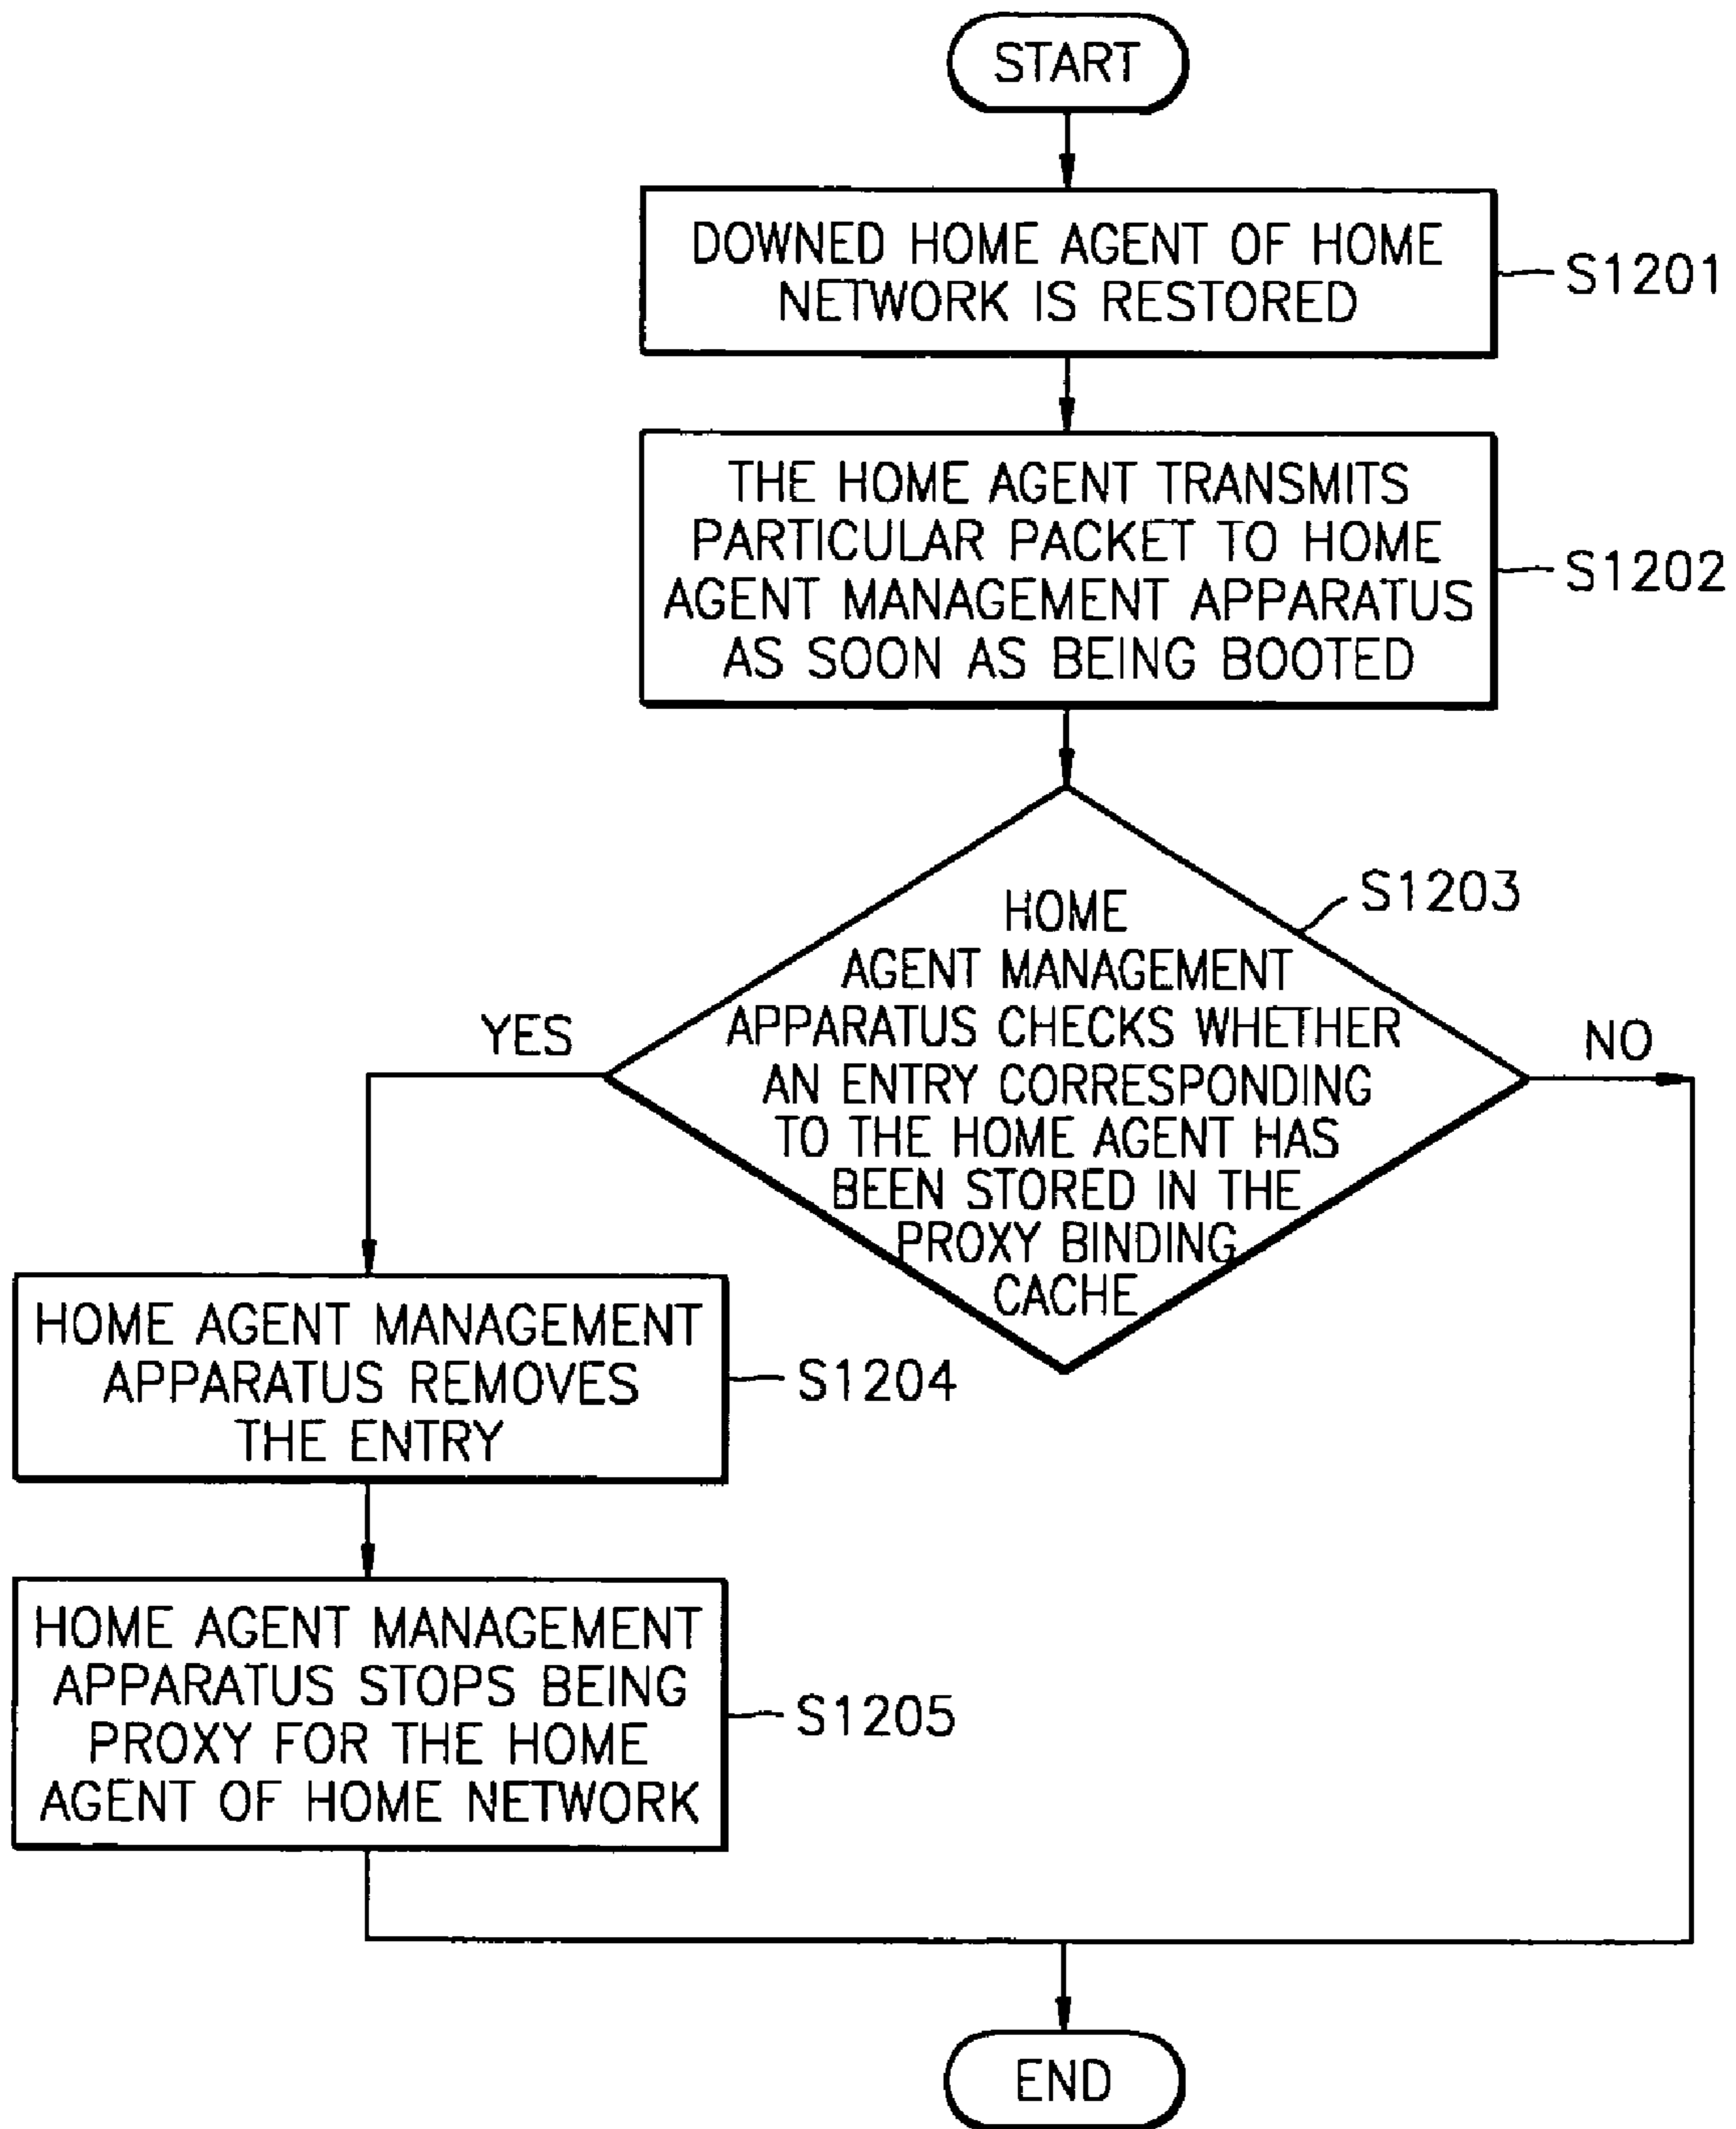 START
DOWNED HOME AGENT OF HOME
NETWORK IS RESTORED
S1201
THE HOME AGENT TRANSMITS
PARTICULAR PACKET TO HOME
AGENT MANAGEMENT APPARATUS
AS SOON AS BEING BOOTED
S1202
HOME
AGENT MANAGEMENT
APPARATUS CHECKS WHETHER
AN ENTRY CORRESPONDING
TO THE HOME AGENT HAS
BEEN STORED IN THE
PROXY BINDING
CACHE
S1203
YES
NO
HOME AGENT MANAGEMENT
APPARATUS REMOVES
THE ENTRY
S1204
HOME AGENT MANAGEMENT
APPARATUS STOPS BEING
PROXY FOR THE HOME
AGENT OF HOME NETWORK
S1205
END